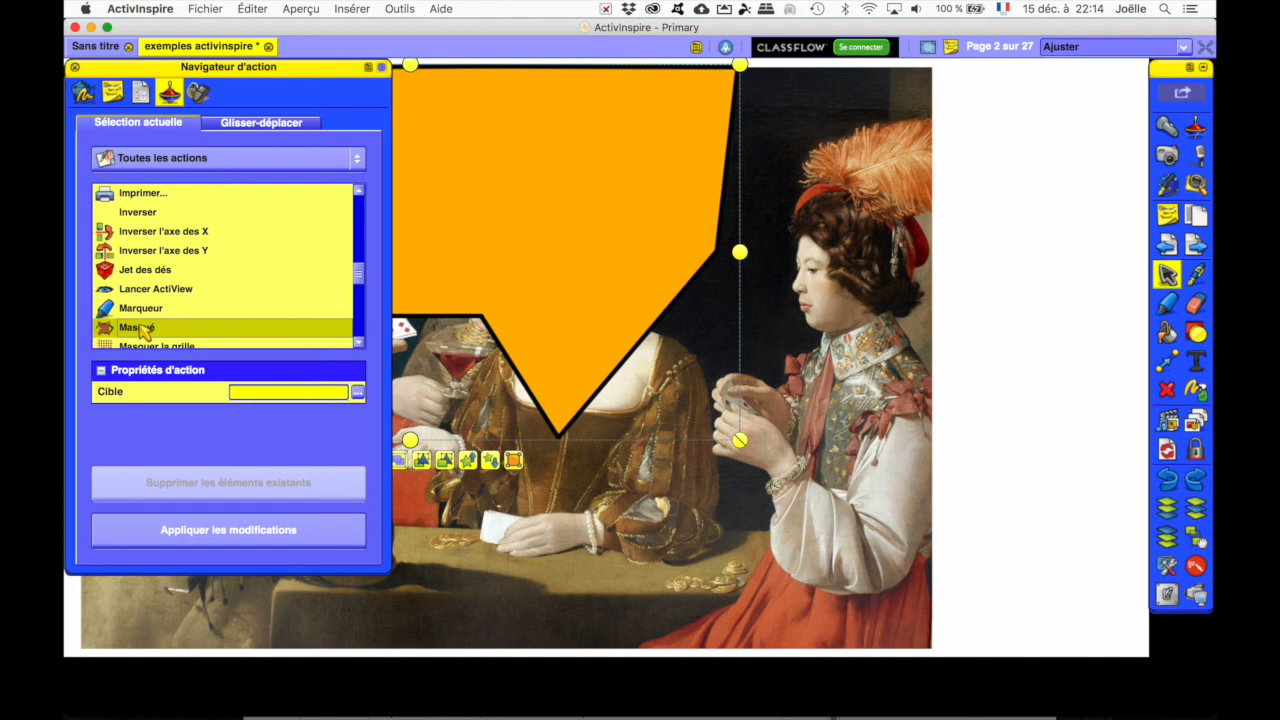 ActivInspire Fichier Éditer Aperçu Insérer Outils Aide 100 % 15 déc. à 22:14 Joëlle
ActivInspire - Primary
Sans titre exemples activinspire * CLASSFLOW Se connecter Page 2 sur 27 Ajuster
Navigateur d'action
Sélection actuelle Glisser-déplacer
Toutes les actions
Imprimer...
Inverser
Inverser l'axe des X
Inverser l'axe des Y
Jet des dés
Lancer ActiView
Marqueur
Masqué
Masquer la grille
Propriétés d'action
Cible
Supprimer les éléments existants
Appliquer les modifications